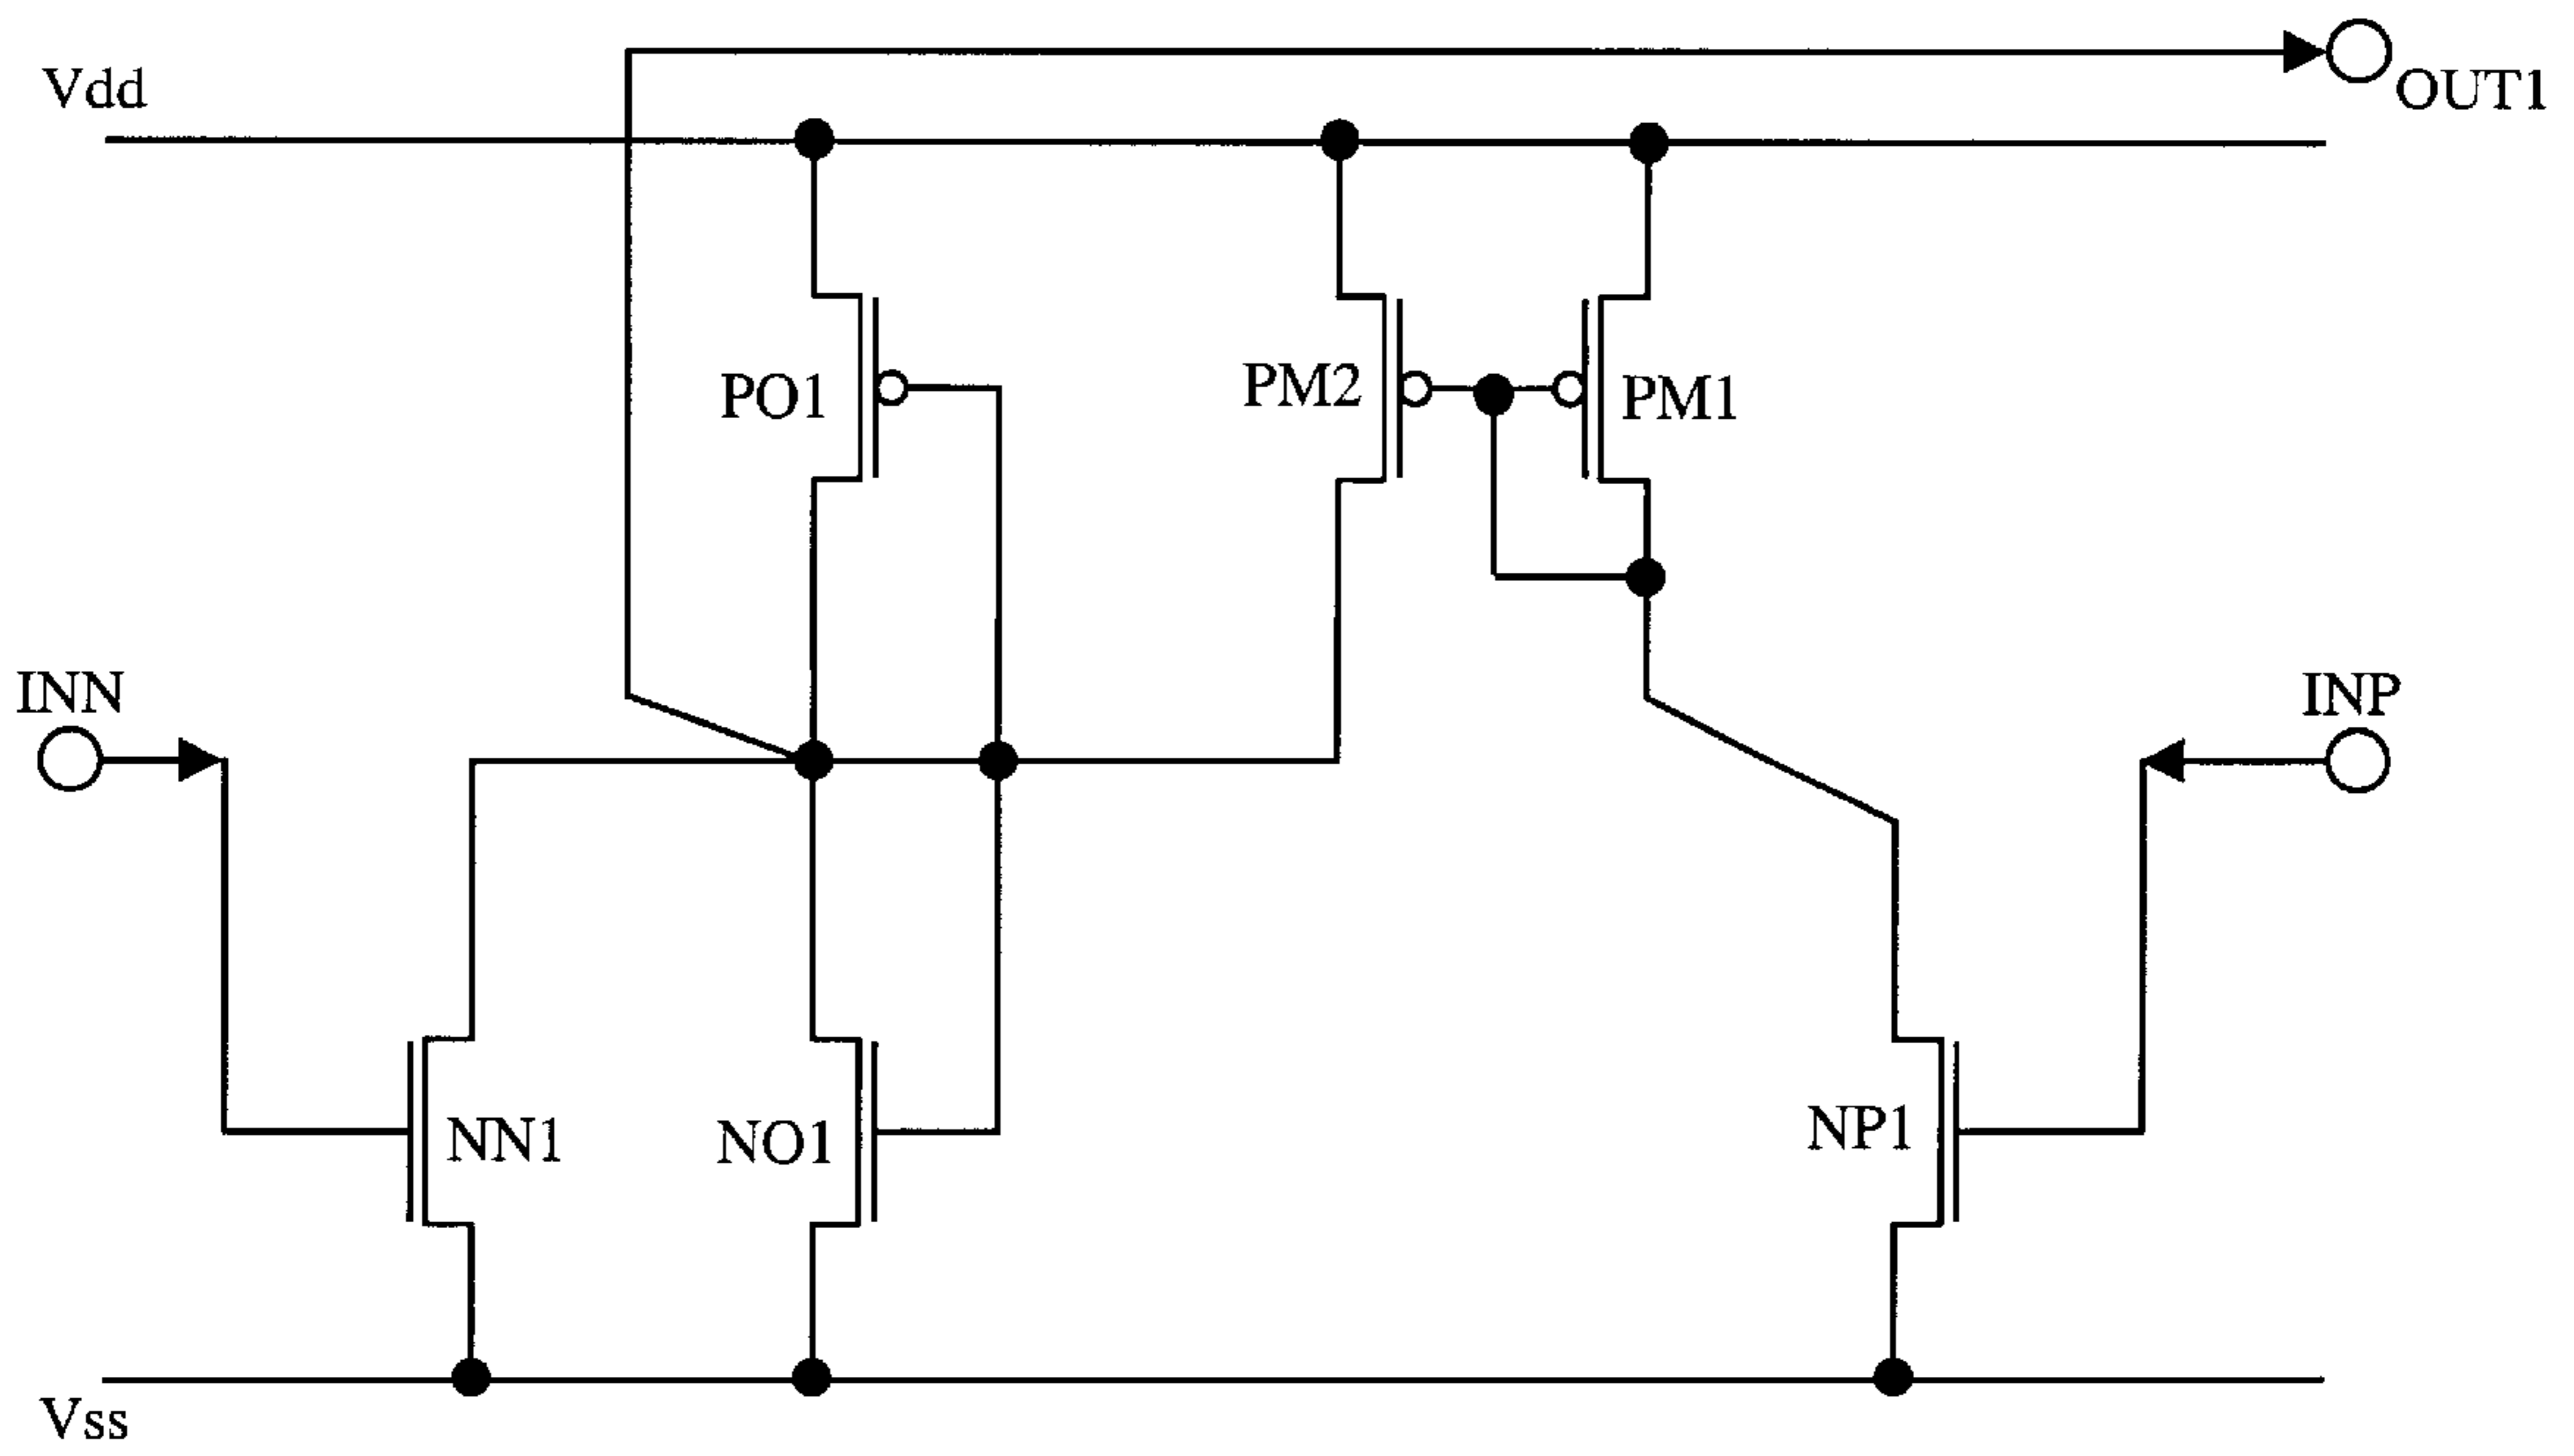 Vdd
OUT1
PO1
PM2
PM1
INN
INP
NN1
NO1
NP1
Vss